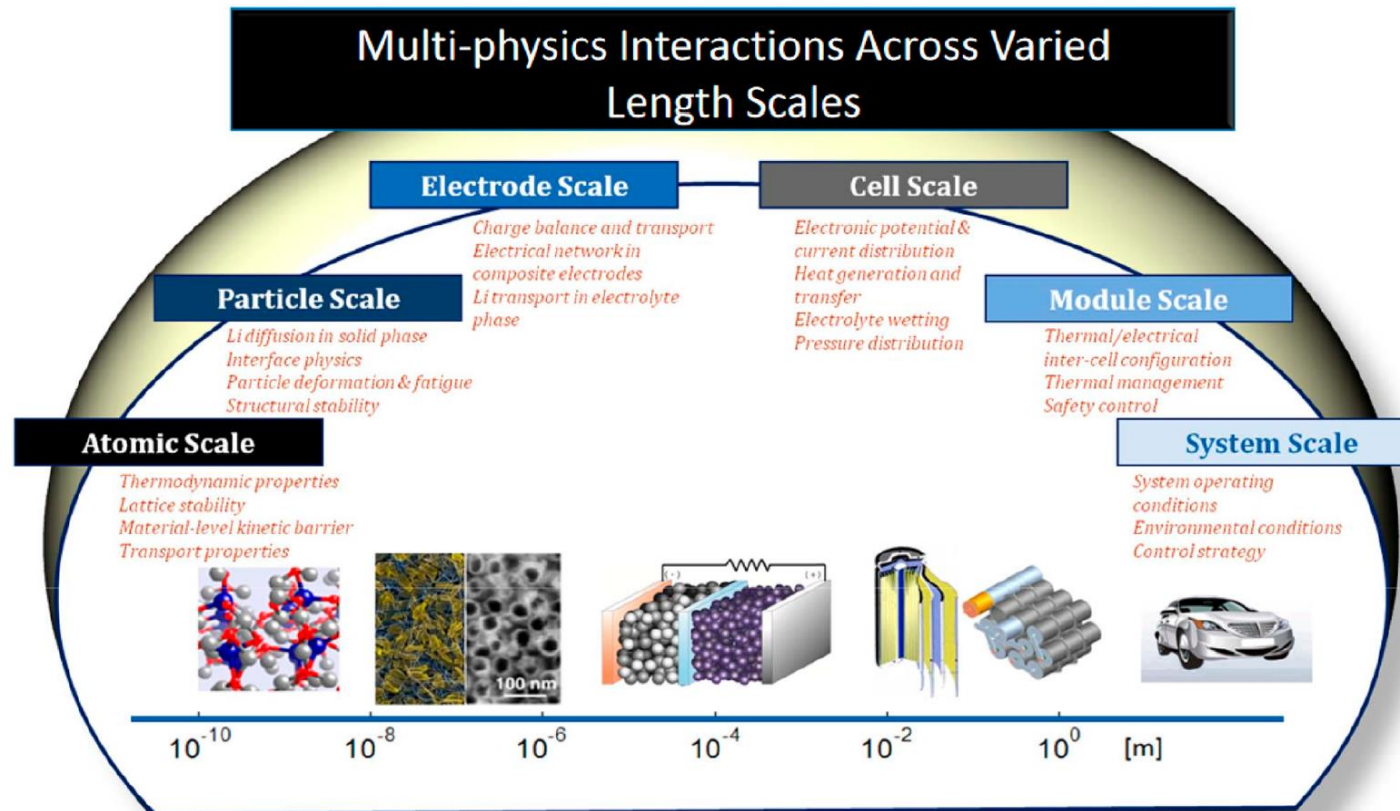 Multi-physics Interactions Across Varied
Length Scales
Electrode Scale
Charge balance and transport
Electrical network in
composite electrodes
Li transport in electrolyte
phase
Cell Scale
Electronic potential &
current distribution
Heat generation and
transfer
Electrolyte wetting
Pressure distribution
Particle Scale
Li diffusion in solid phase
Interface physics
Particle deformation & fatigue
Structural stability
Module Scale
Thermal/electrical
inter-cell configuration
Thermal management
Safety control
Atomic Scale
Thermodynamic properties
Lattice stability
Material-level kinetic barrier
Transport properties
System Scale
System operating
conditions
Environmental conditions
Control strategy
(-) (+)
100 nm
10⁻¹⁰ 10⁻⁸ 10⁻⁶ 10⁻⁴ 10⁻² 10⁰ [m]